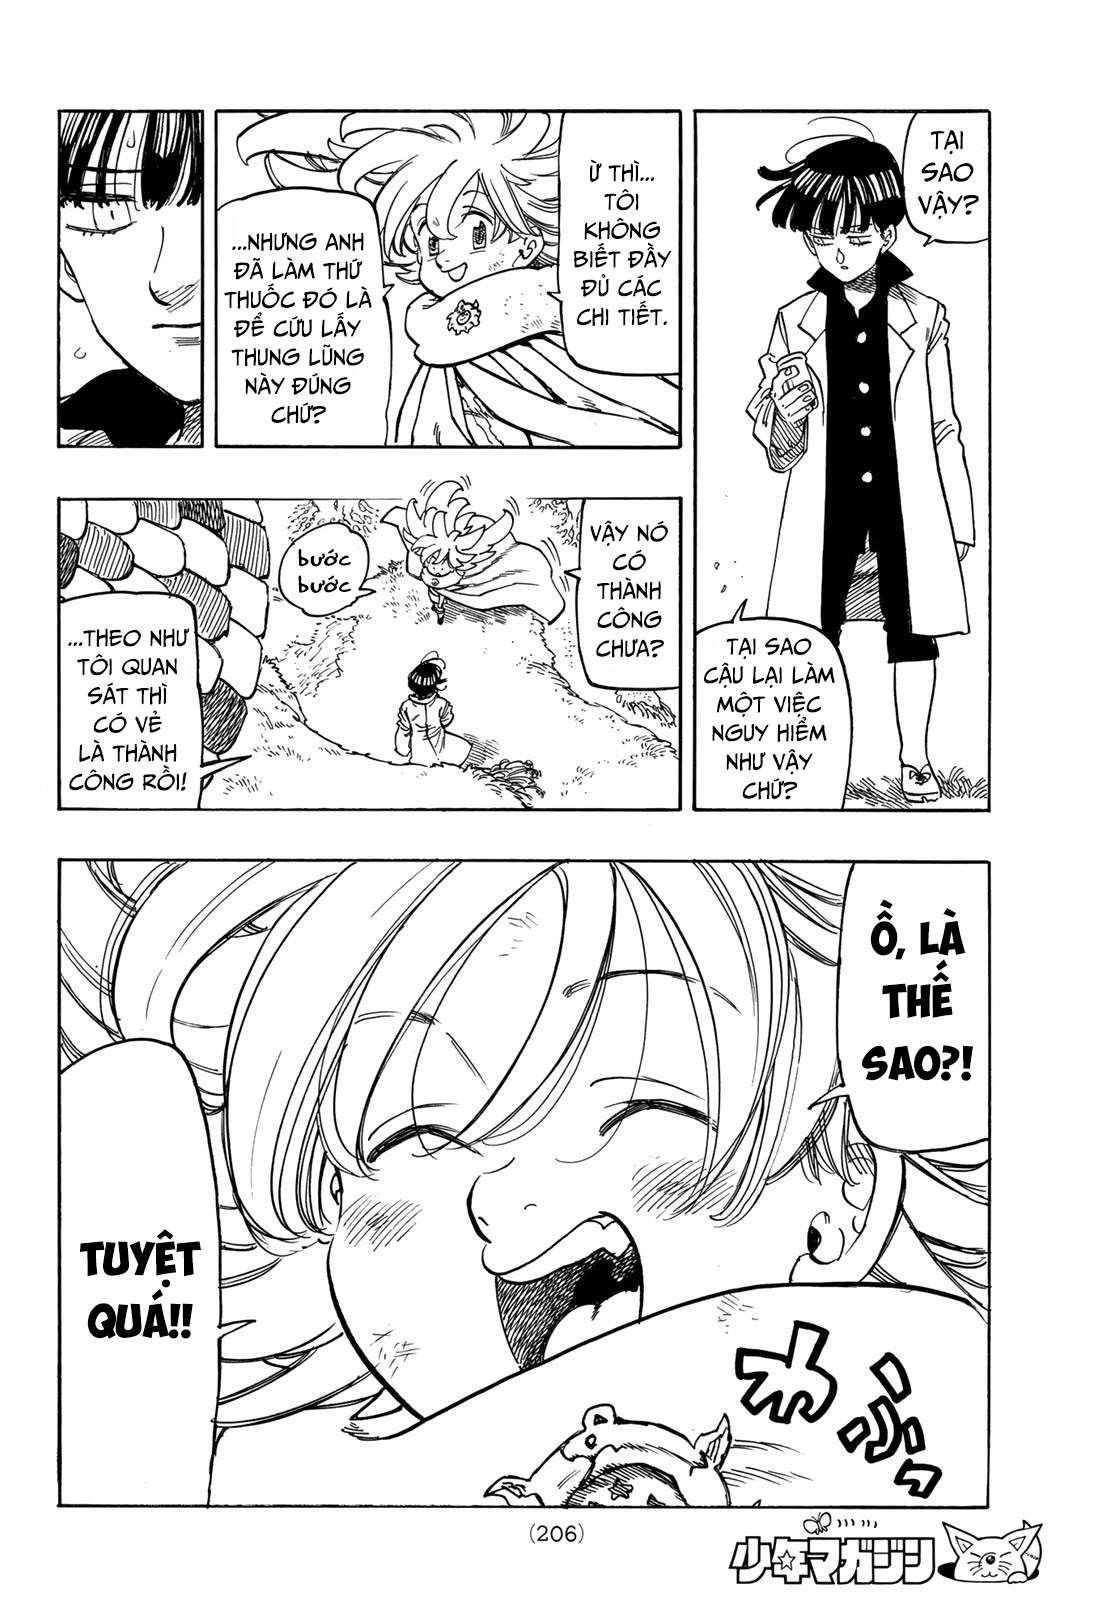 TẠI
SAO
VẬY?
TẠI SAO
CẬU LẠI LÀM
MỘT VIỆC
NGUY HIỂM
NHƯ VẬY
CHỨ?
Ừ THÌ...
TÔI
KHÔNG
BIẾT ĐẦY
ĐỦ CÁC
CHI TIẾT.
...NHƯNG ANH
ĐÃ LÀM THỨ
THUỐC ĐÓ LÀ
ĐỂ CỨU LẤY
THUNG LŨNG
NÀY ĐÚNG
CHỨ?
VẬY NÓ
CÓ
THÀNH
CÔNG
CHƯA?
bước
bước
...THEO NHƯ
TÔI QUAN
SÁT THÌ
CÓ VẺ
LÀ THÀNH
CÔNG RỒI!
Ồ, LÀ
THẾ
SAO?!
TUYỆT
QUÁ!!
(206)
少年マガジン